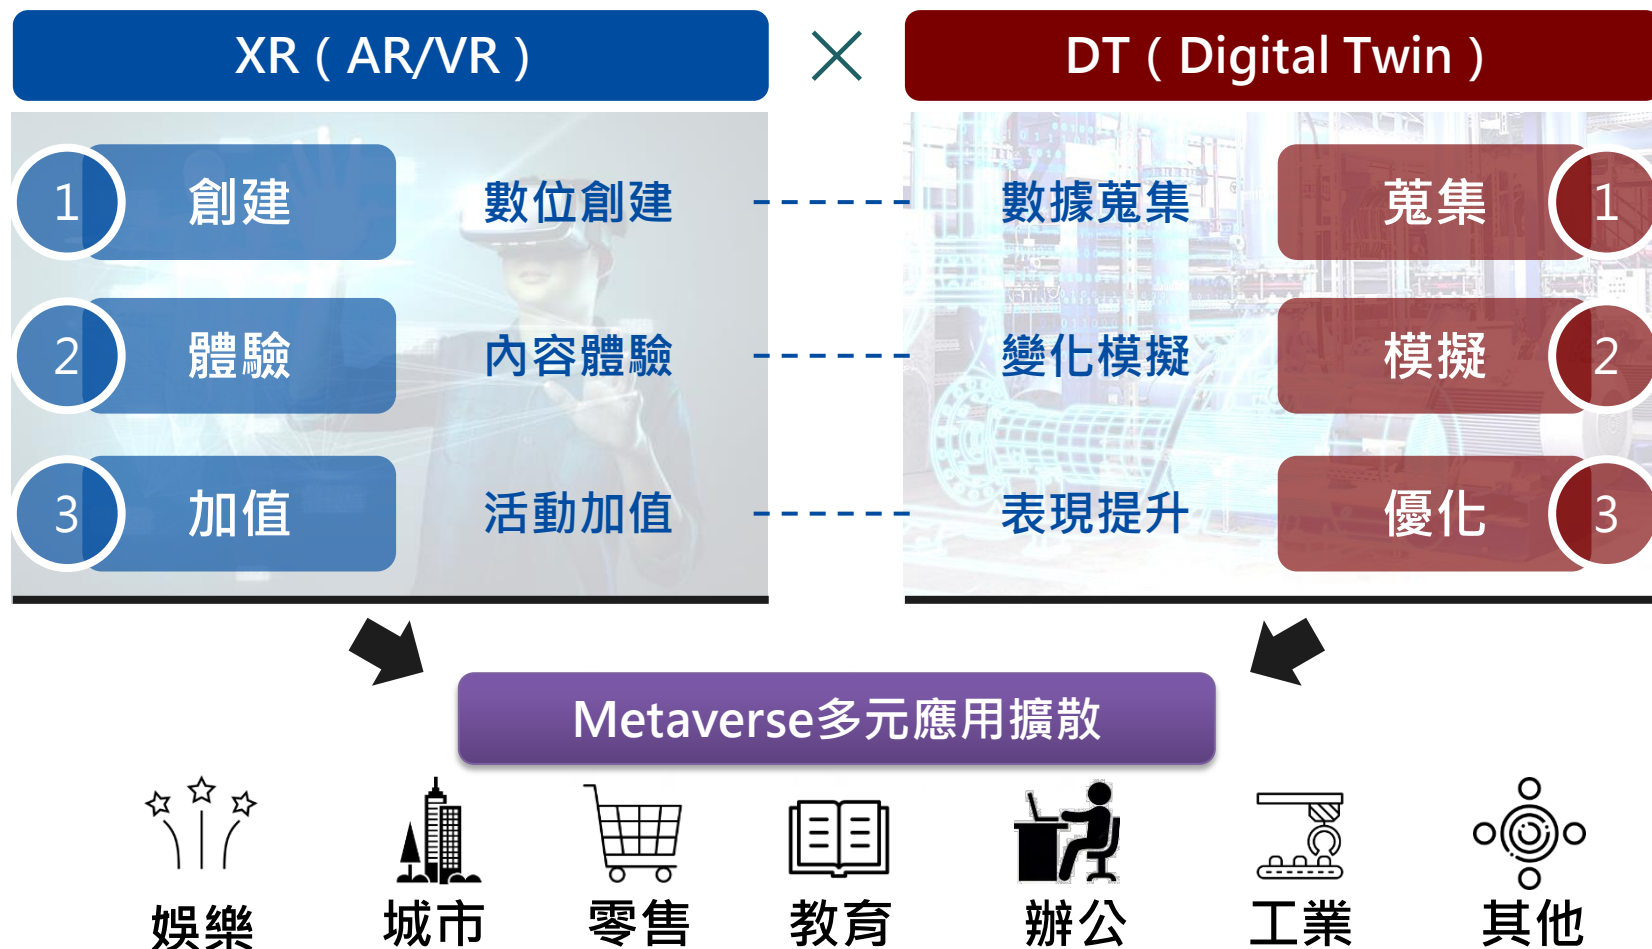 XR（AR/VR）
DT（Digital Twin）
1 創建 數位創建 數據蒐集 蒐集 1
2 體驗 內容體驗 變化模擬 模擬 2
3 加值 活動加值 表現提升 優化 3
Metaverse多元應用擴散
娛樂 城市 零售 教育 辦公 工業 其他